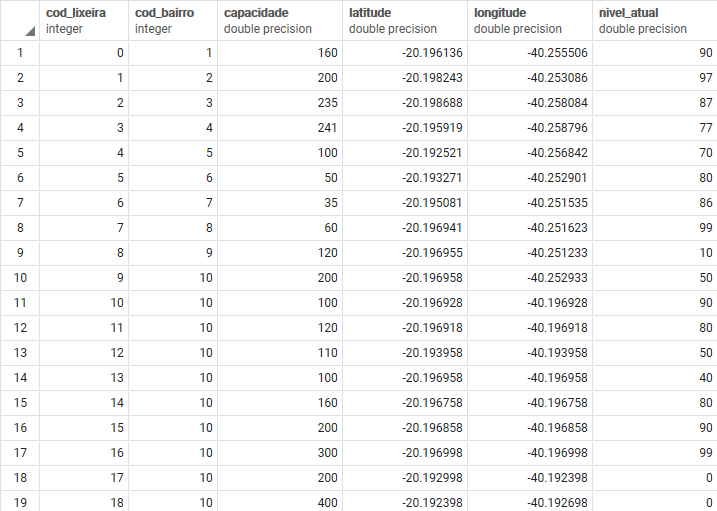 cod_lixeira cod_bairro capacidade latitude longitude nivel_atual
integer integer double precision double precision double precision double precision
1 0 1 160 -20.196136 -40.255506 90
2 1 2 200 -20.198243 -40.253086 97
3 2 3 235 -20.198688 -40.258084 87
4 3 4 241 -20.195919 -40.258796 77
5 4 5 100 -20.192521 -40.256842 70
6 5 6 50 -20.193271 -40.252901 80
7 6 7 35 -20.195081 -40.251535 86
8 7 8 60 -20.196941 -40.251623 99
9 8 9 120 -20.196955 -40.251233 10
10 9 10 200 -20.196958 -40.252933 50
11 10 10 100 -20.196928 -40.196928 90
12 11 10 120 -20.196918 -40.196918 80
13 12 10 110 -20.193958 -40.193958 50
14 13 10 100 -20.196958 -40.196958 40
15 14 10 160 -20.196758 -40.196758 80
16 15 10 200 -20.196858 -40.196858 90
17 16 10 300 -20.196998 -40.196998 99
18 17 10 200 -20.192998 -40.192398 0
19 18 10 400 -20.192398 -40.192698 0